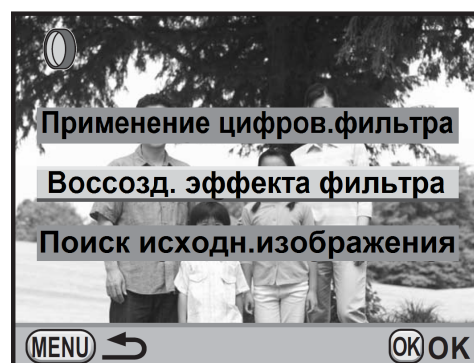 Применение цифров.фильтра
Воссозд. эффекта фильтра
Поиск исходн.изображения
MENU OK OK